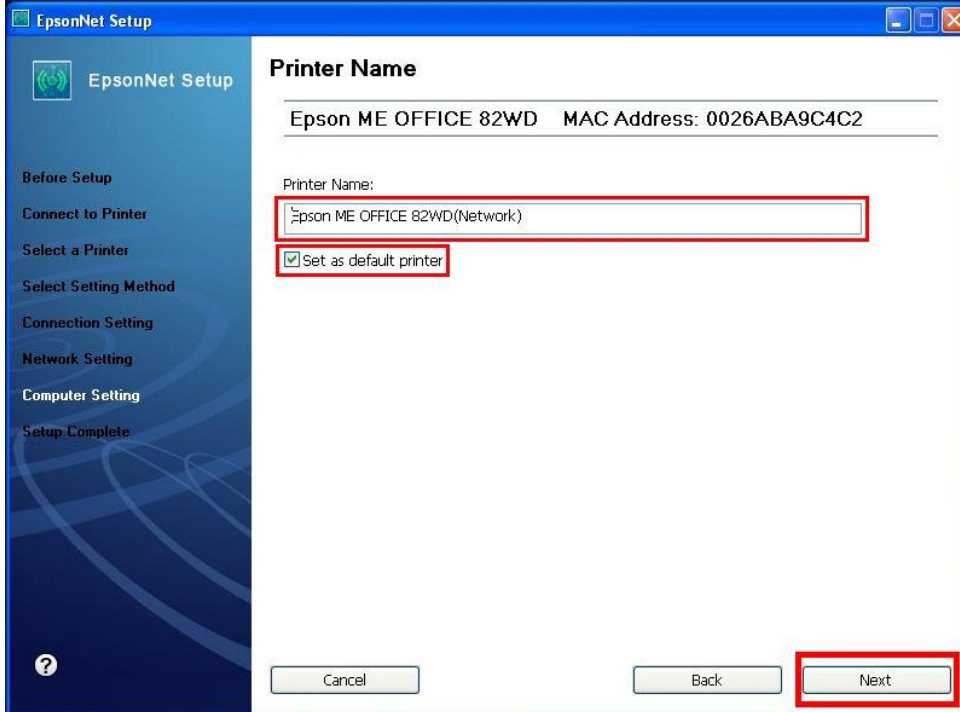 EpsonNet Setup
EpsonNet Setup
Before Setup
Connect to Printer
Select a Printer
Select Setting Method
Connection Setting
Network Setting
Computer Setting
Setup Complete
?
Printer Name
Epson ME OFFICE 82WD MAC Address: 0026ABA9C4C2
Printer Name:
Epson ME OFFICE 82WD(Network)
Set as default printer
Cancel
Back
Next